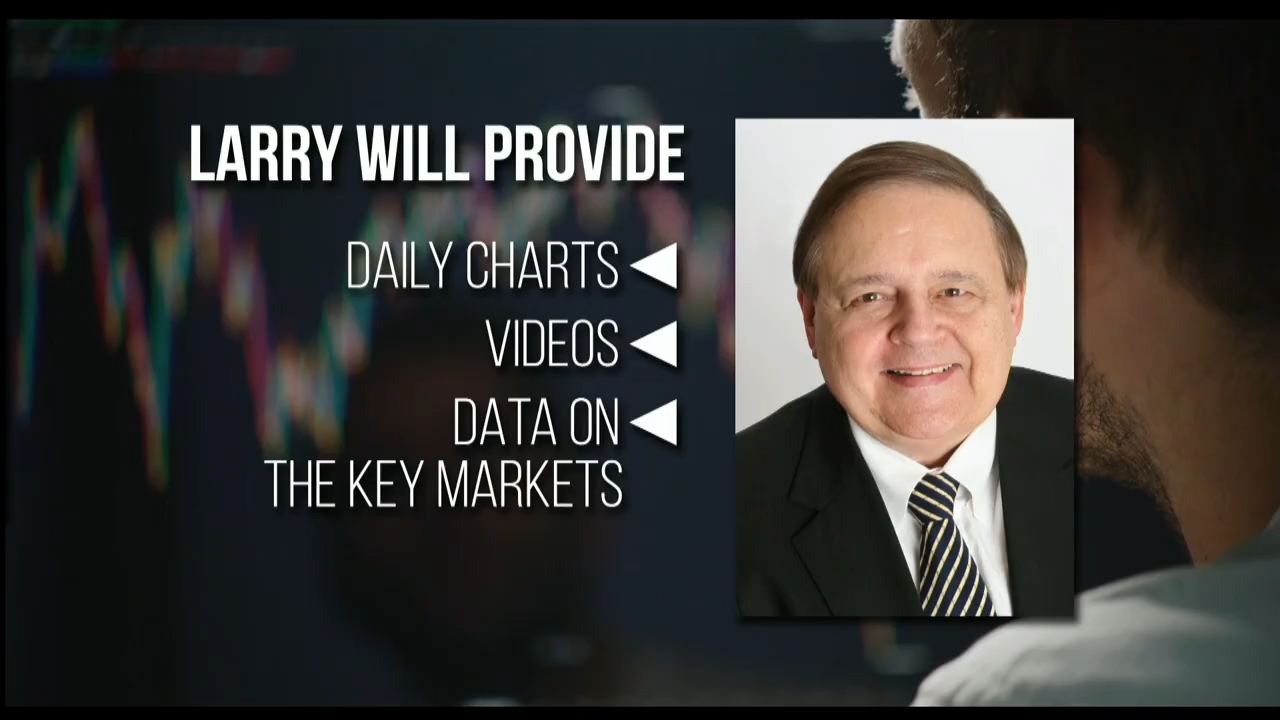 LARRY WILL PROVIDE
DAILY CHARTS
VIDEOS
DATA ON
THE KEY MARKETS